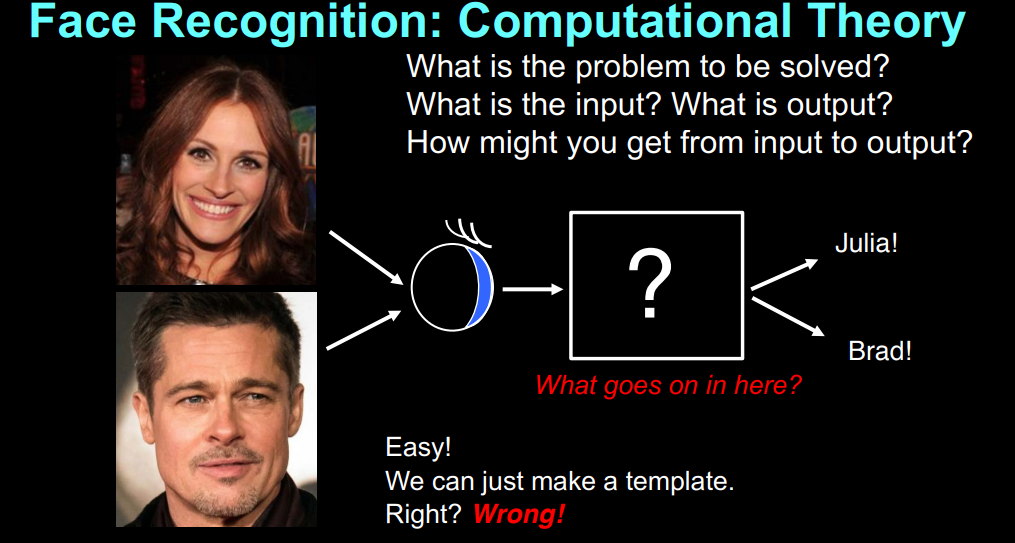 Face Recognition: Computational Theory
What is the problem to be solved?
What is the input? What is output?
How might you get from input to output?
?
Julia!
Brad!
What goes on in here?
Easy!
We can just make a template.
Right? Wrong!